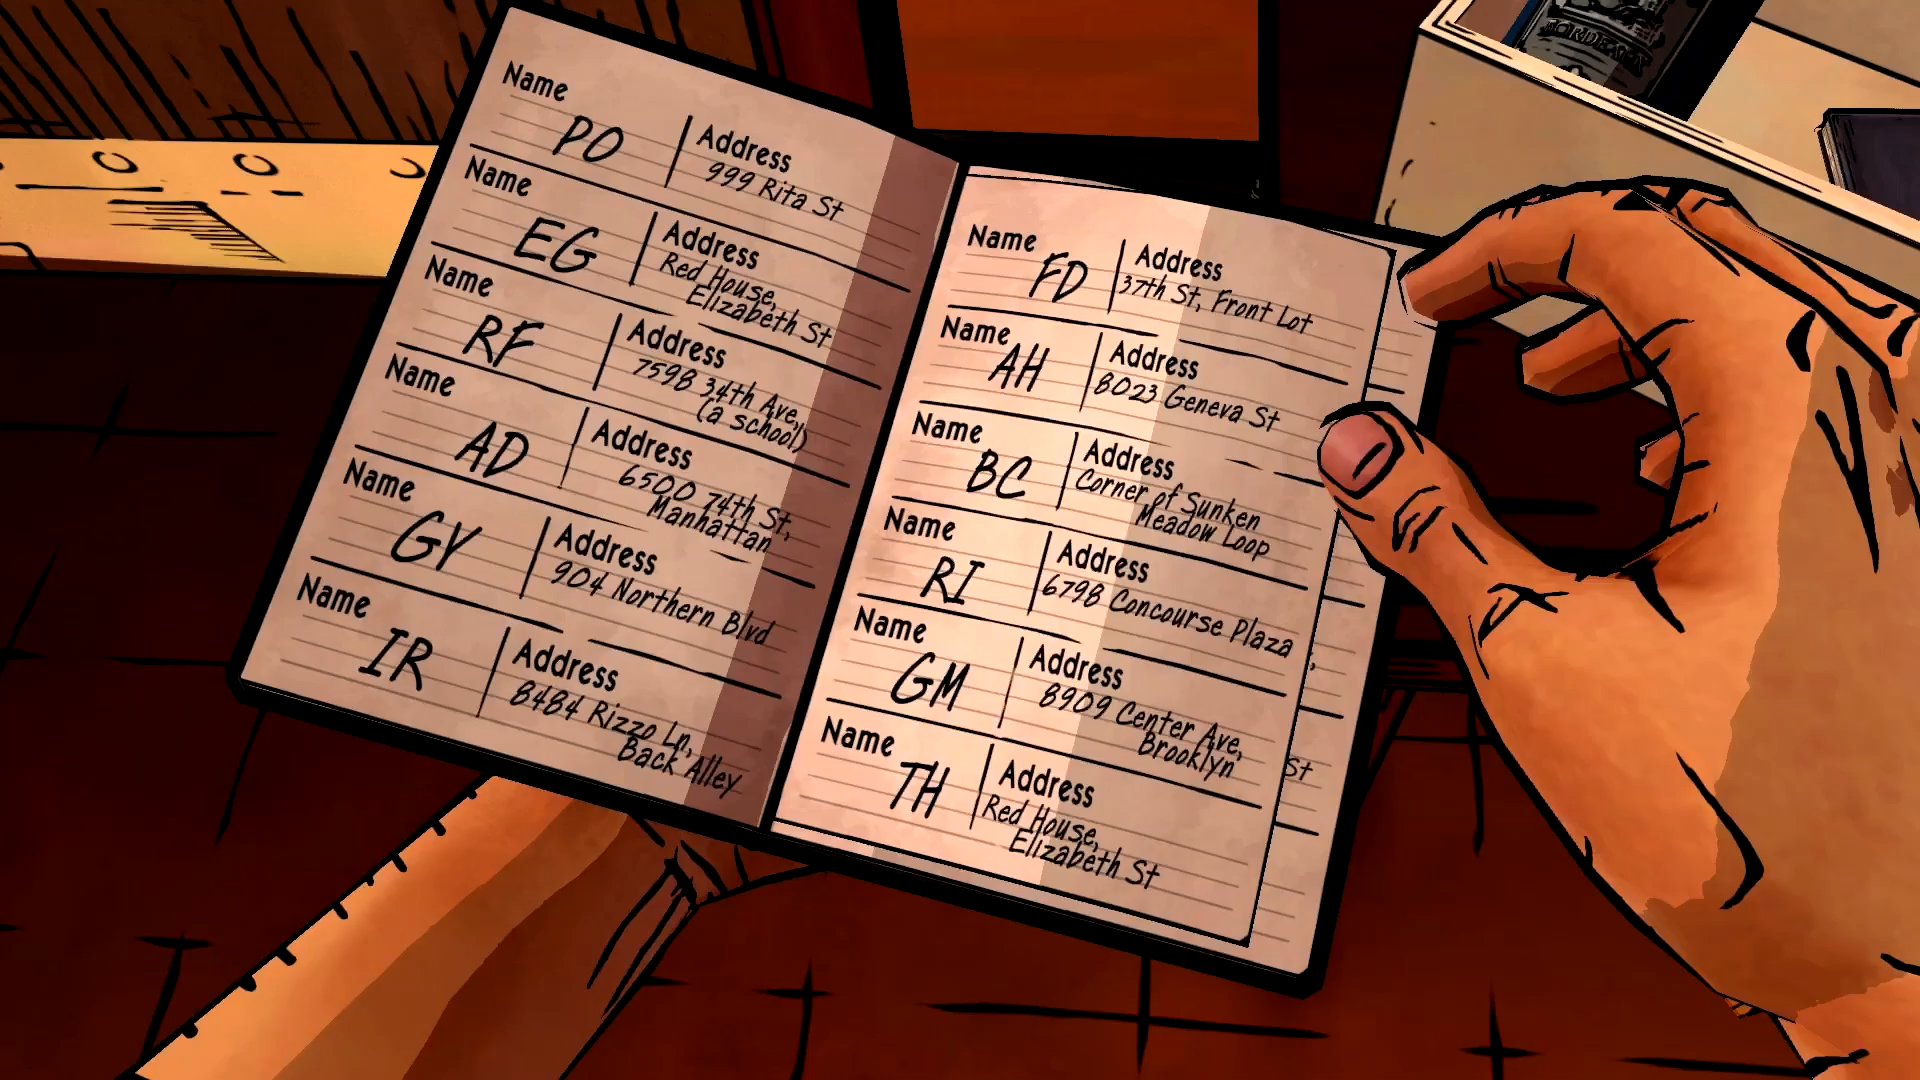 Name
PO
Address
999 Rita St
Name
EG
Address
Red House,
Elizabeth St
Name
RF
Address
7598 34th Ave,
(a school)
Name
AD
Address
6500 74th St,
Manhattan
Name
GY
Address
904 Northern Blvd
Name
IR
Address
8484 Rizzo Ln,
Back Alley
Name
FD
Address
37th St, Front Lot
Name
AH
Address
8023 Geneva St
Name
BC
Address
Corner of Sunken
Meadow Loop
Name
RI
Address
6798 Concourse Plaza
Name
GM
Address
8909 Center Ave,
Brooklyn
Name
TH
Address
Red House,
Elizabeth St
St